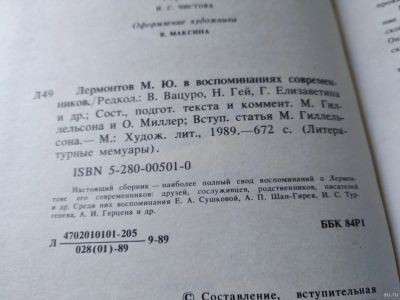 И. С. ЧИСТОВА
Оформление художника
В. МАКСИНА
Л49
Лермонтов М. Ю. в воспоминаниях современ-
ников./Редкол.: В. Вацуро, Н. Гей, Г. Елизаветина
и др.; Сост., подгот. текста и коммент. М. Гил-
лельсона и О. Миллер; Вступ. статья М. Гиллель-
сона.— М.: Худож. лит., 1989.—672 с. (Литера-
турные мемуары).
ISBN 5-280-00501-0
Настоящий сборник — наиболее полный свод воспоминаний о Лермон-
тове его современников: друзей, сослуживцев, родственников, писателей
и др. Среди них воспоминания Е. А. Сушковой, А. П. Шан-Гирея, И. С. Тур-
генева, А. И. Герцена и др.
Л 4702010101-205 9-89
028(01)-89
ББК 84Р1
© Составление, вступительная
au.ru